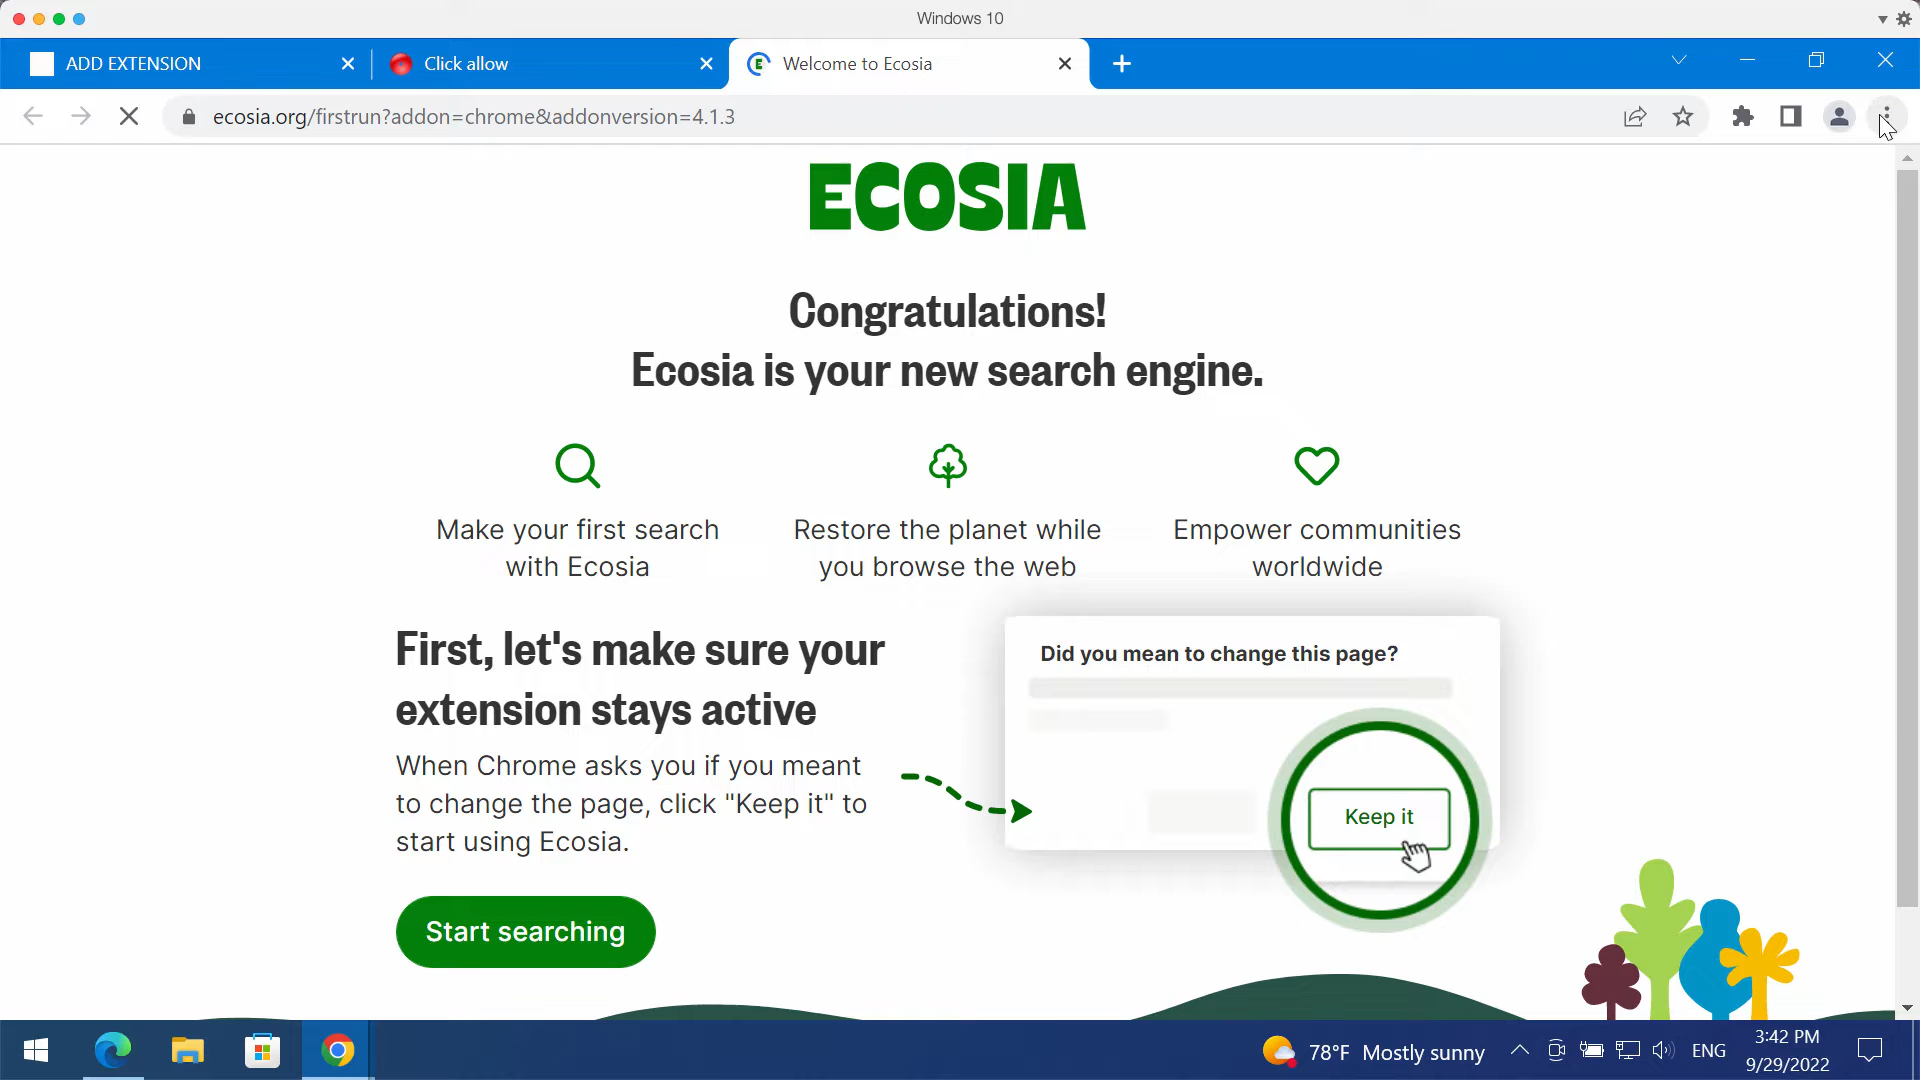 Windows 10
ADD EXTENSION
Click allow
Welcome to Ecosia
ecosia.org/firstrun?addon=chrome&addonversion=4.1.3
ECOSIA
Congratulations!
Ecosia is your new search engine.
Make your first search
with Ecosia
Restore the planet while
you browse the web
Empower communities
worldwide
First, let's make sure your
extension stays active
When Chrome asks you if you meant
to change the page, click "Keep it" to
start using Ecosia.
Start searching
Did you mean to change this page?
Keep it
78°F Mostly sunny
ENG
3:42 PM
9/29/2022